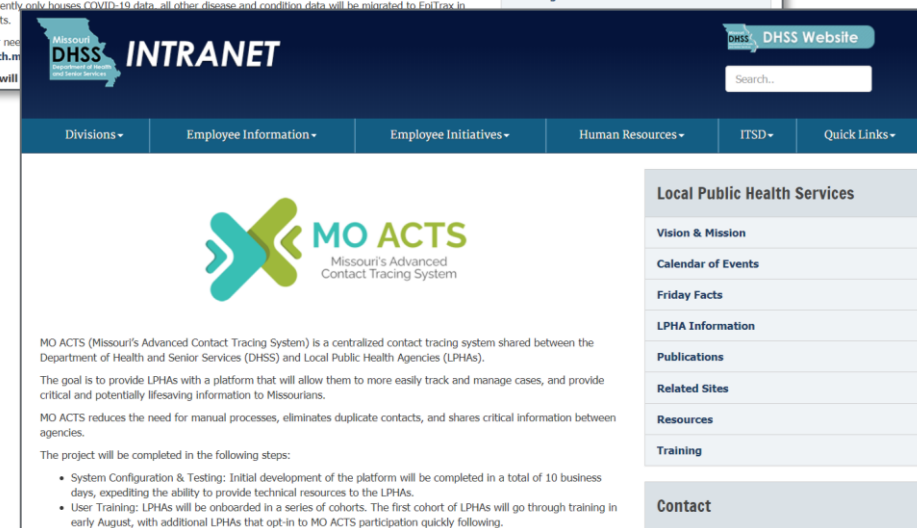 ently only houses COVID-19 data, all other disease and condition data will be migrated to EpiTrax in
ts.
nee
th.m
will
Missouri
DHSS
Department of Health
and Senior Services
INTRANET
Missouri
DHSS
DHSS Website
Search..
Divisions
Employee Information
Employee Initiatives
Human Resources
ITSD
Quick Links
MO ACTS
Missouri's Advanced
Contact Tracing System
MO ACTS (Missouri's Advanced Contact Tracing System) is a centralized contact tracing system shared between the
Department of Health and Senior Services (DHSS) and Local Public Health Agencies (LPHAs).
The goal is to provide LPHAs with a platform that will allow them to more easily track and manage cases, and provide
critical and potentially lifesaving information to Missourians.
MO ACTS reduces the need for manual processes, eliminates duplicate contacts, and shares critical information between
agencies.
The project will be completed in the following steps:
• System Configuration & Testing: Initial development of the platform will be completed in a total of 10 business
days, expediting the ability to provide technical resources to the LPHAs.
• User Training: LPHAs will be onboarded in a series of cohorts. The first cohort of LPHAs will go through training in
early August, with additional LPHAs that opt-in to MO ACTS participation quickly following.
Local Public Health Services
Vision & Mission
Calendar of Events
Friday Facts
LPHA Information
Publications
Related Sites
Resources
Training
Contact